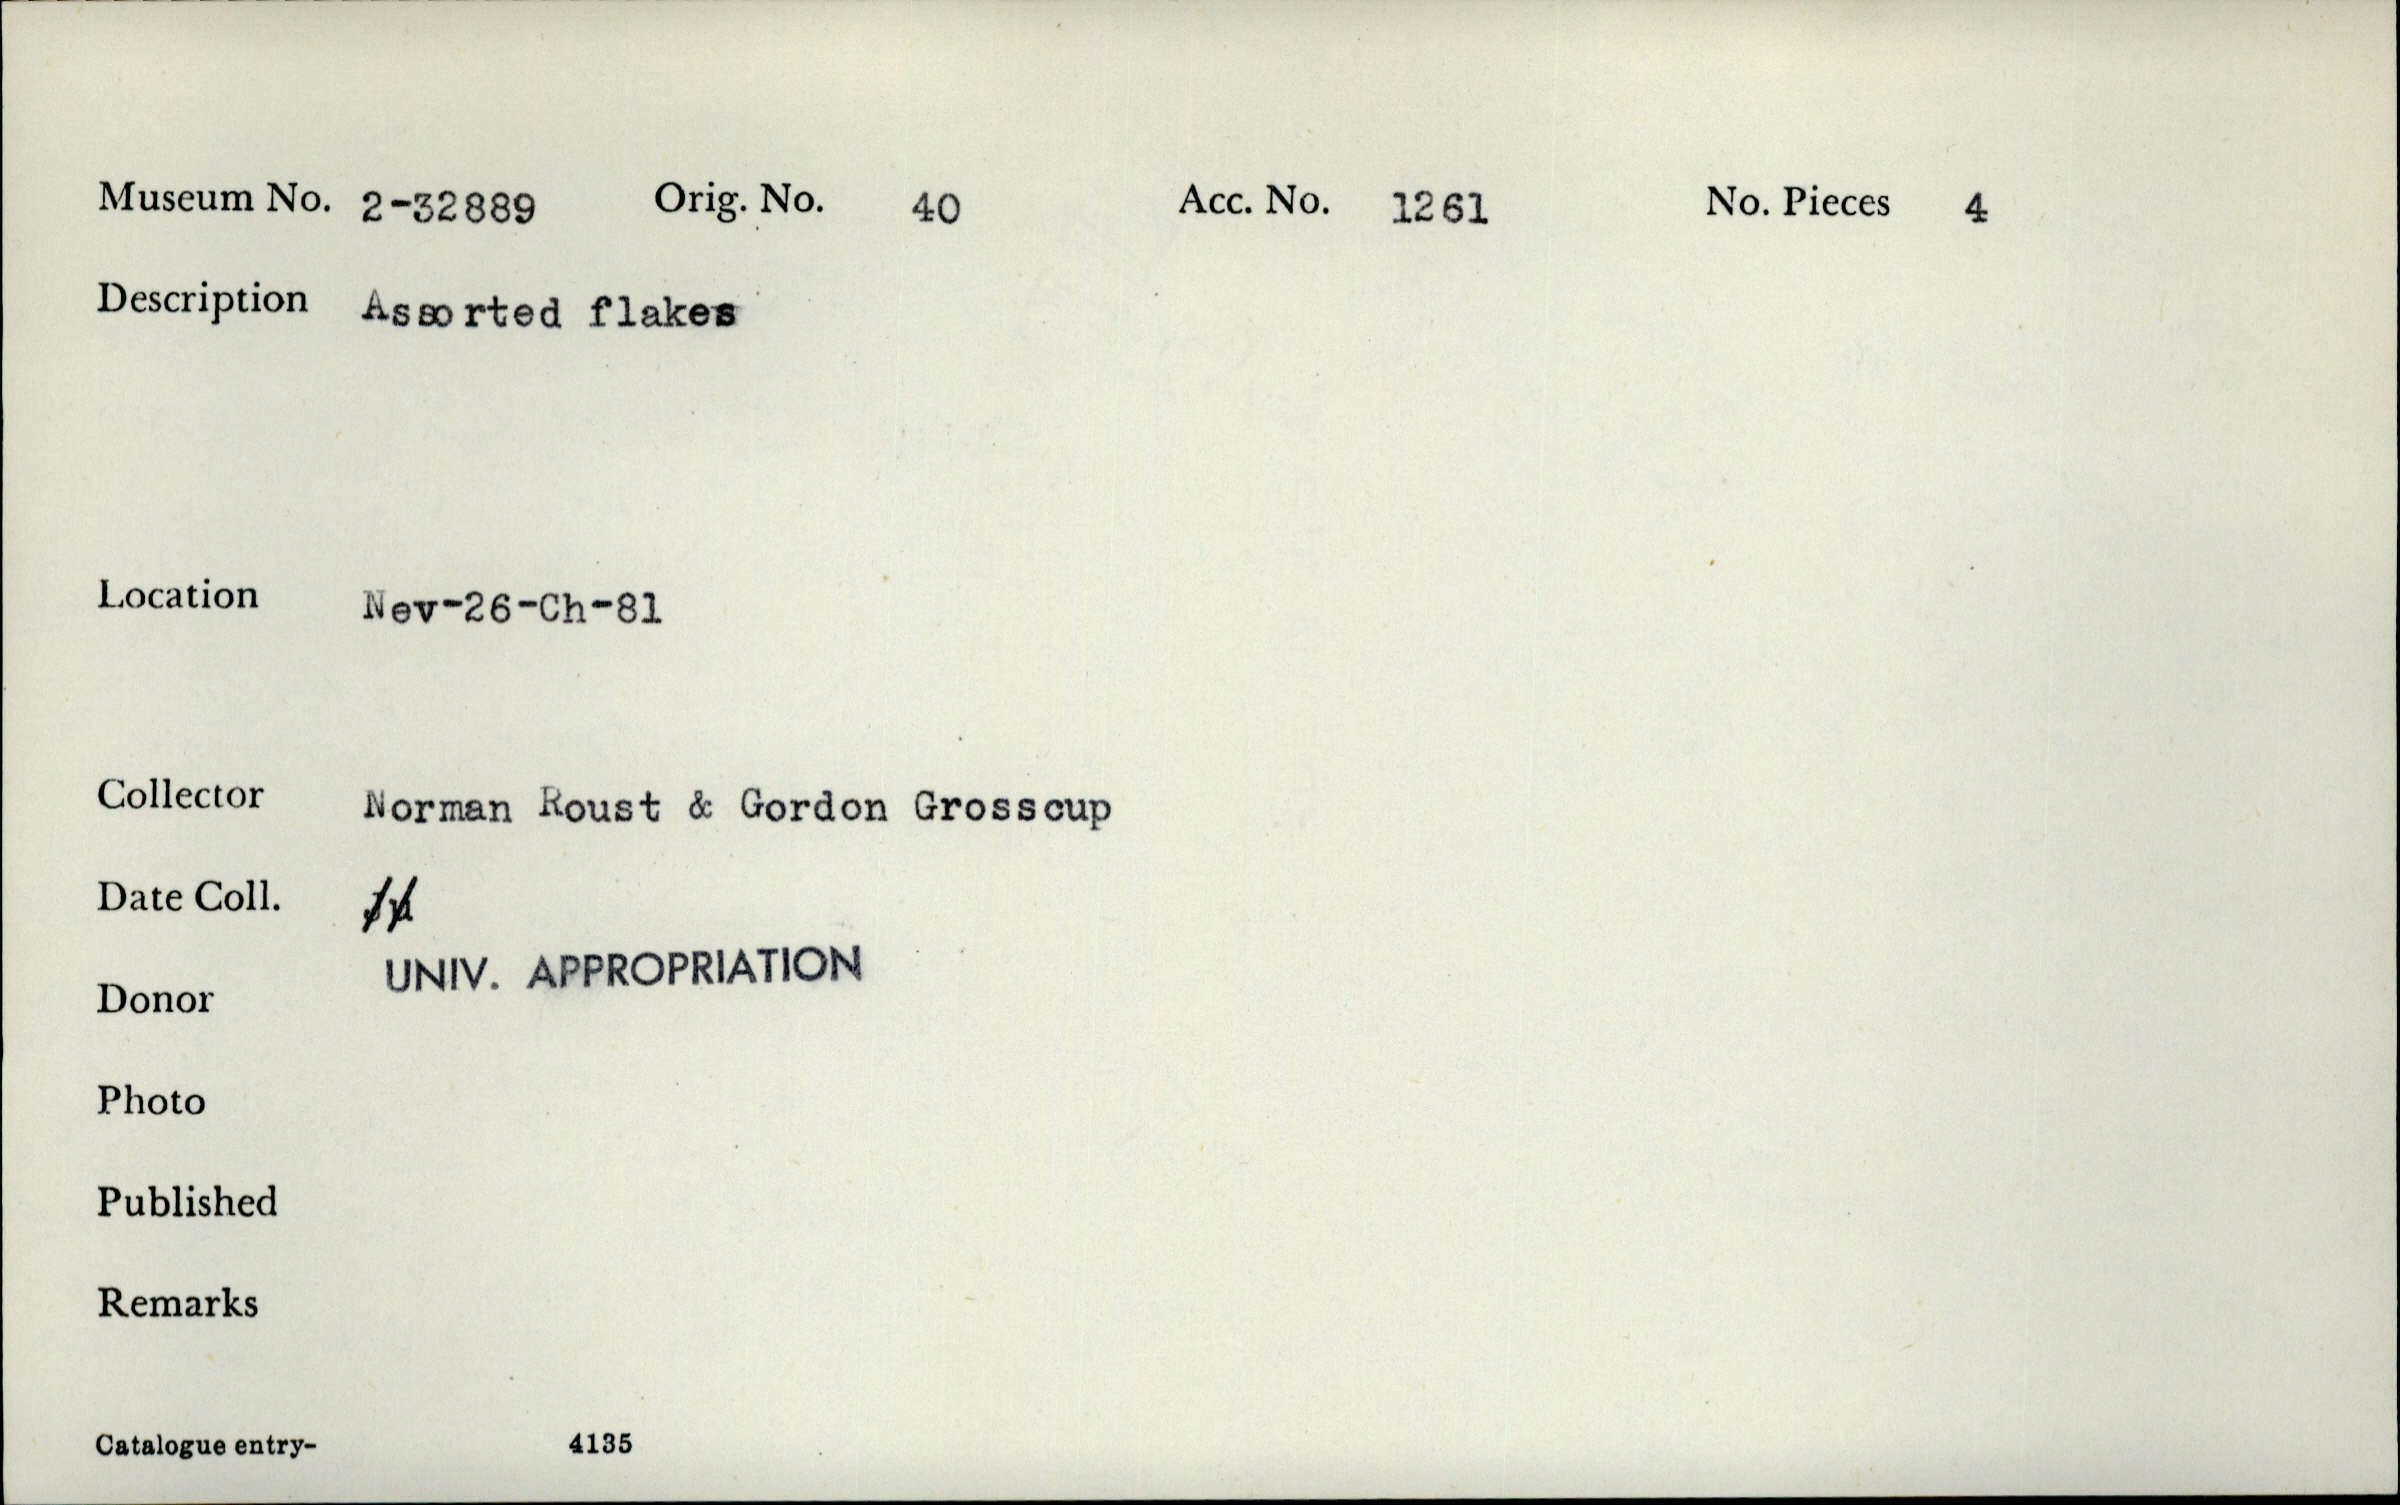 Museum No. 2-32889 Orig. No. 40 Acc. No. 1261 No. Pieces 4
Description Assorted flakes
Location Nev-26-Ch-81
Collector Norman Roust & Gordon Grosscup
Date Coll.
UNIV. APPROPRIATION
Donor
Photo
Published
Remarks
Catalogue entry- 4135